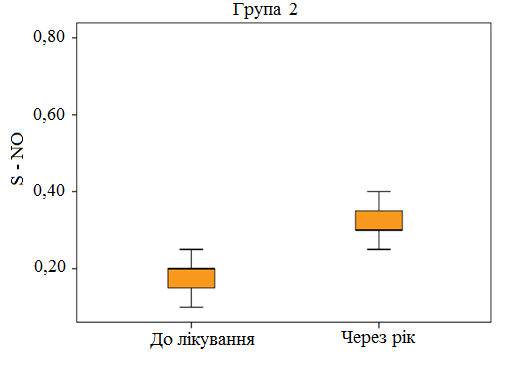 Група 2
0,80
0,60
0,40
0,20
S - NO
До лікування
Через рік